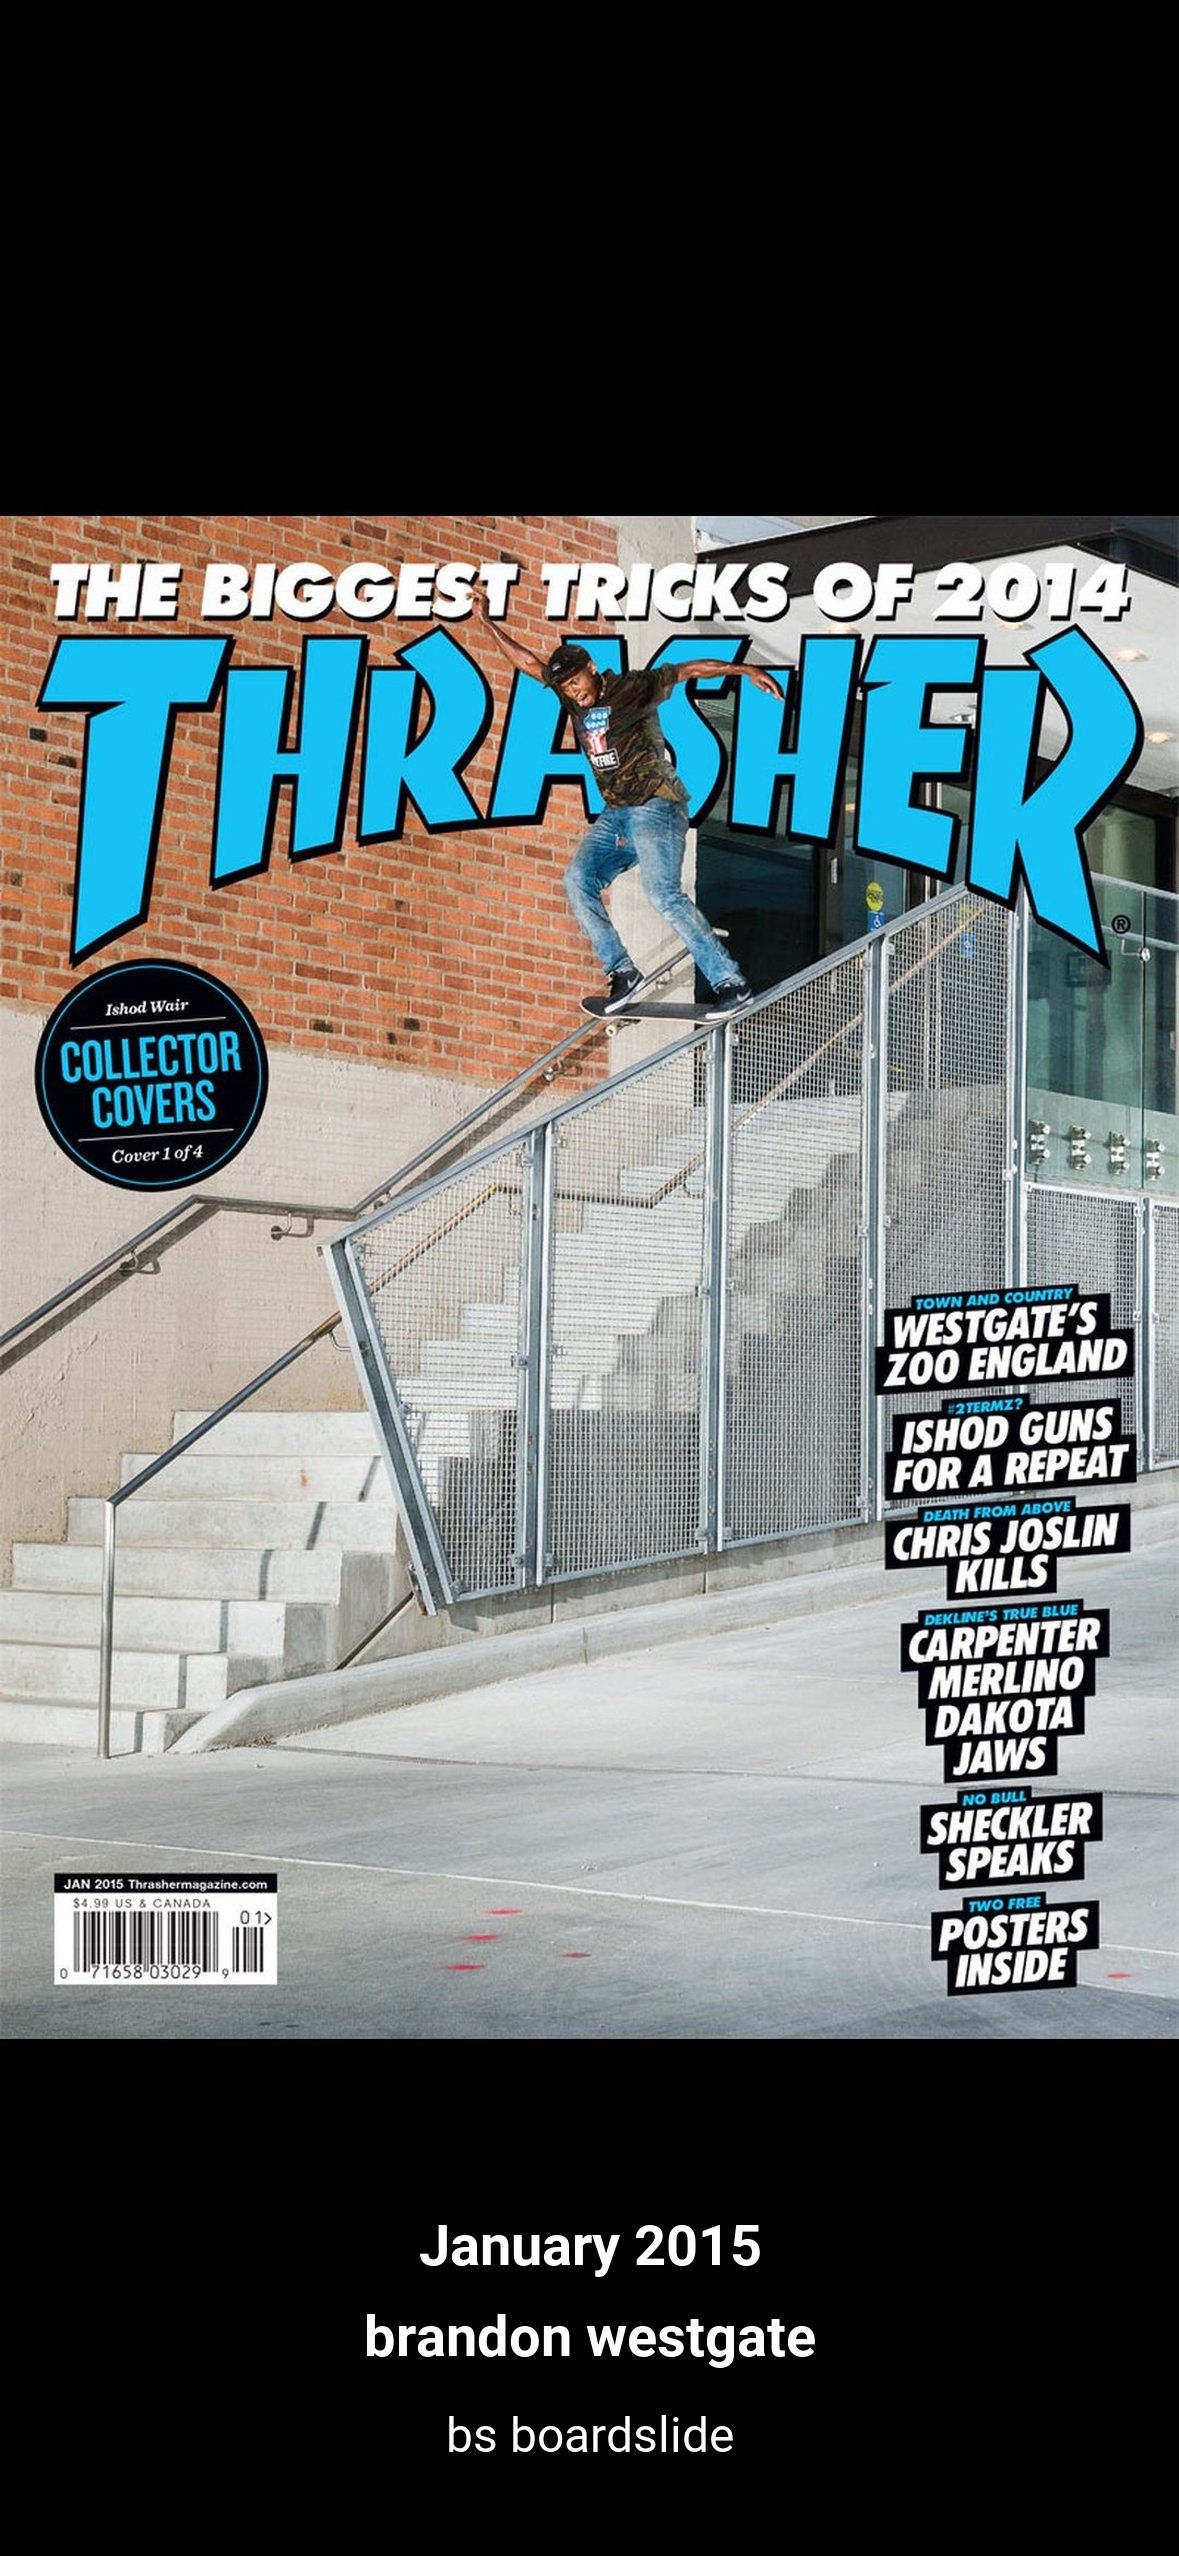 THE BIGGEST TRICKS OF 2014
THRASHER
®
Ishod Wair
COLLECTOR
COVERS
Cover 1 of 4
TOWN AND COUNTRY
WESTGATE'S
ZOO ENGLAND
#2TERMZ?
ISHOD GUNS
FOR A REPEAT
DEATH FROM ABOVE
CHRIS JOSLIN
KILLS
DEKLINE'S TRUE BLUE
CARPENTER
MERLINO
DAKOTA
JAWS
NO BULL
SHECKLER
SPEAKS
TWO FREE
POSTERS
INSIDE
JAN 2015 Thrashermagazine.com
$4.99 US & CANADA
01>
0 71658 03029 9
January 2015
brandon westgate
bs boardslide